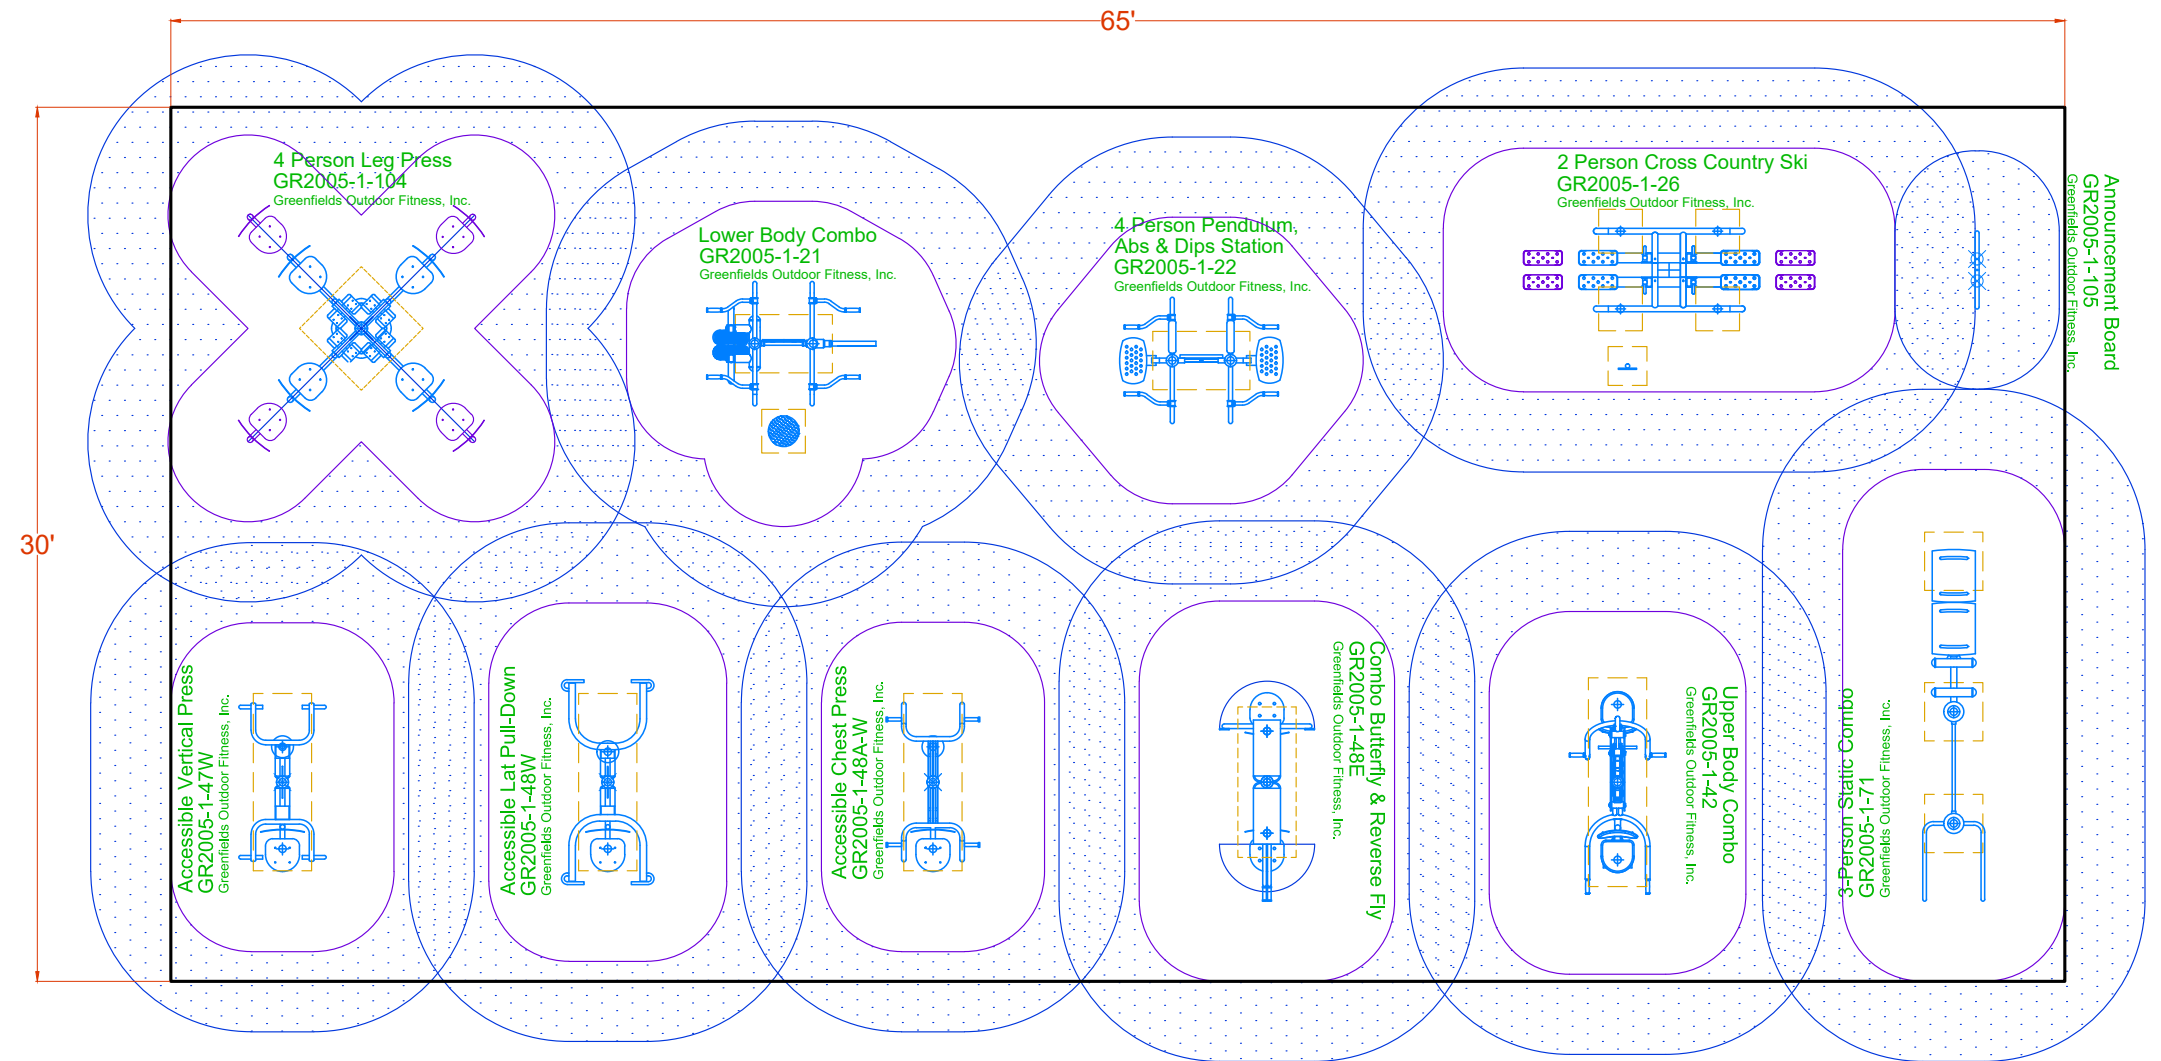 65'
30'
4 Person Leg Press
GR2005-1-104
Greenfields Outdoor Fitness, Inc.
Lower Body Combo
GR2005-1-21
Greenfields Outdoor Fitness, Inc.
4 Person Pendulum,
Abs & Dips Station
GR2005-1-22
Greenfields Outdoor Fitness, Inc.
2 Person Cross Country Ski
GR2005-1-26
Greenfields Outdoor Fitness, Inc.
Announcement Board
GR2005-1-105
Greenfields Outdoor Fitness, Inc.
Accessible Vertical Press
GR2005-1-47W
Greenfields Outdoor Fitness, Inc.
Accessible Lat Pull-Down
GR2005-1-48W
Greenfields Outdoor Fitness, Inc.
Accessible Chest Press
GR2005-1-48A-W
Greenfields Outdoor Fitness, Inc.
Combo Butterfly & Reverse Fly
GR2005-1-48E
Greenfields Outdoor Fitness, Inc.
Upper Body Combo
GR2005-1-42
Greenfields Outdoor Fitness, Inc.
3-Person Static Combo
GR2005-1-71
Greenfields Outdoor Fitness, Inc.